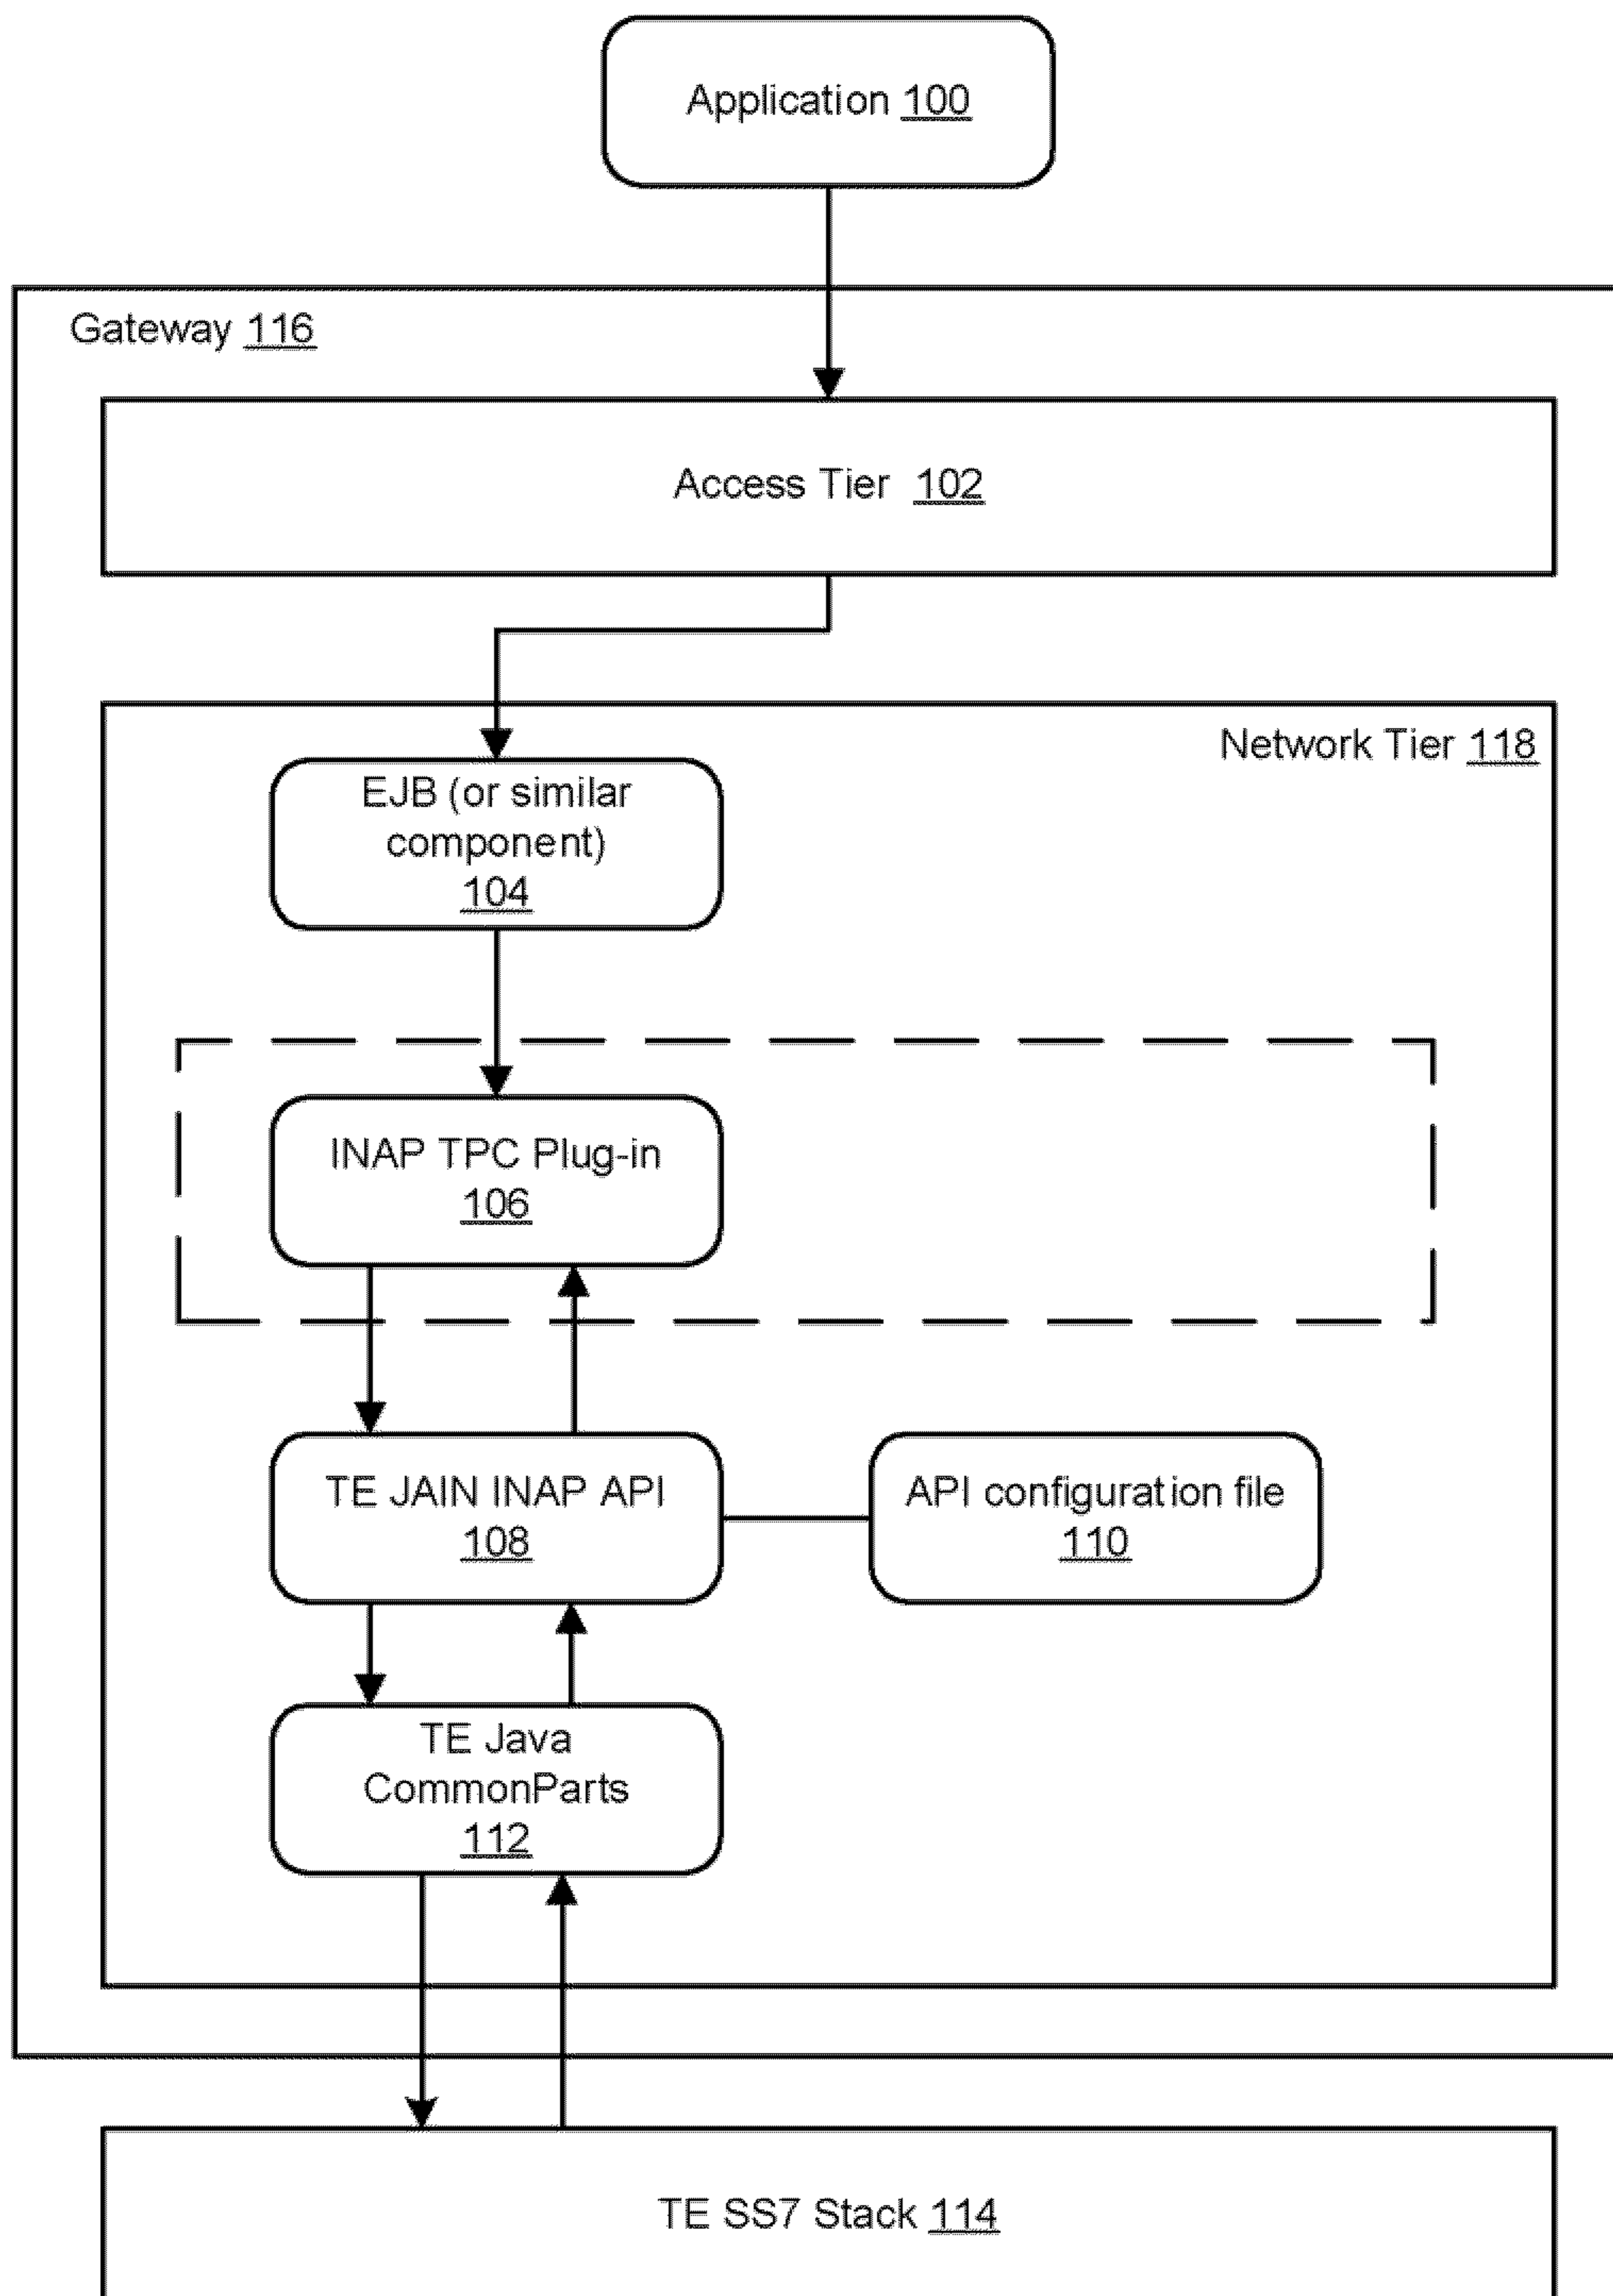 Application 100
Gateway 116
Access Tier 102
Network Tier 118
EJB (or similar
component)
104
INAP TPC Plug-in
106
TE JAIN INAP API
108
API configuration file
110
TE Java
CommonParts
112
TE SS7 Stack 114